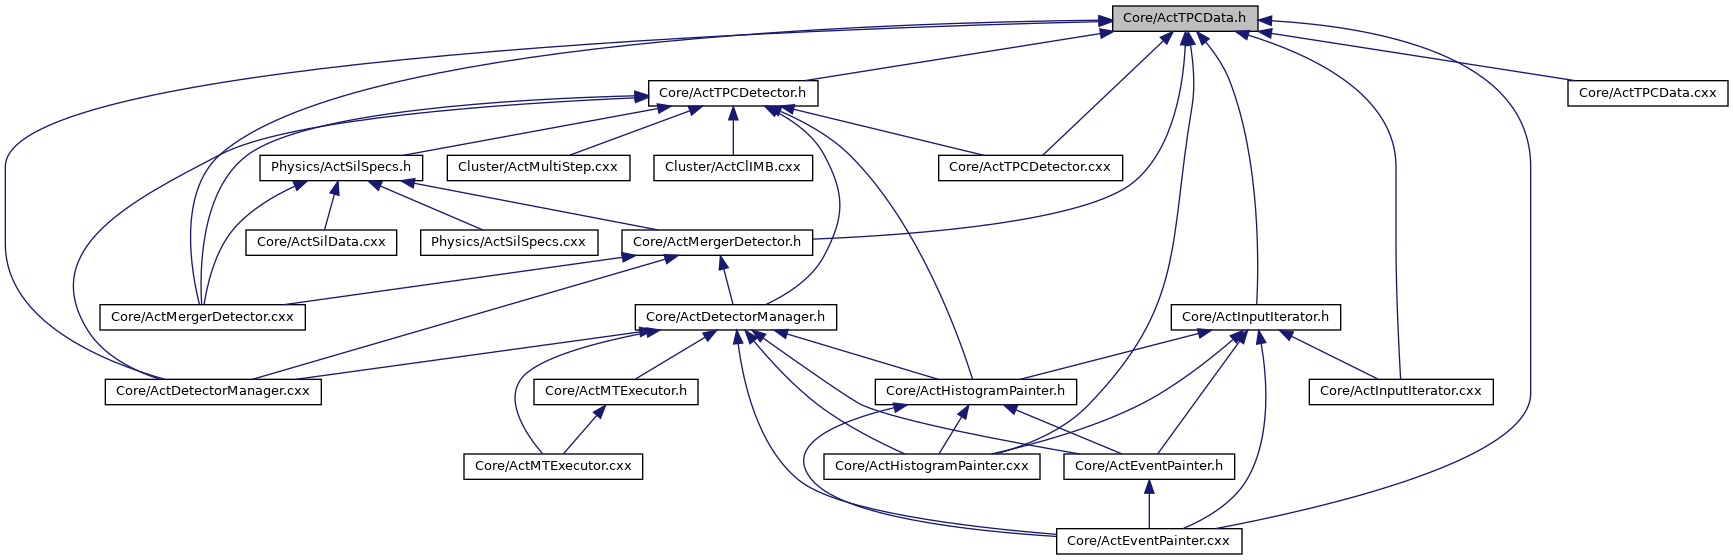 Core/ActTPCData.h
Core/ActTPCDetector.h
Core/ActTPCData.cxx
Physics/ActSilSpecs.h
Cluster/ActMultiStep.cxx
Cluster/ActClIMB.cxx
Core/ActTPCDetector.cxx
Core/ActSilData.cxx
Physics/ActSilSpecs.cxx
Core/ActMergerDetector.h
Core/ActMergerDetector.cxx
Core/ActDetectorManager.h
Core/ActInputIterator.h
Core/ActDetectorManager.cxx
Core/ActMTExecutor.h
Core/ActHistogramPainter.h
Core/ActInputIterator.cxx
Core/ActMTExecutor.cxx
Core/ActHistogramPainter.cxx
Core/ActEventPainter.h
Core/ActEventPainter.cxx